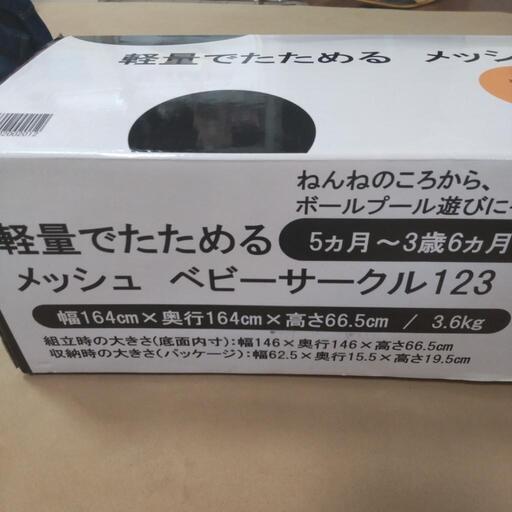 軽量でたためる メッシ
ねんねのころから、
ボールプール遊びに
軽量でたためる
5ヵ月～3歳6ヵ月
メッシュ ベビーサークル123
幅164cm×奥行164cm×高さ66.5cm / 3.6kg
組立時の大きさ(底面内寸):幅146×奥行146×高さ66.5cm
収納時の大きさ(パッケージ):幅62.5×奥行15.5×高さ19.5cm